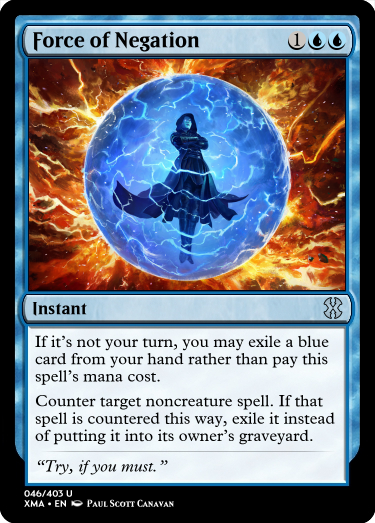 Force of Negation 1
Instant
If it's not your turn, you may exile a blue
card from your hand rather than pay this
spell's mana cost.
Counter target noncreature spell. If that
spell is countered this way, exile it instead
of putting it into its owner's graveyard.
“Try, if you must.”
046/403 U
XMA • EN Paul Scott Canavan